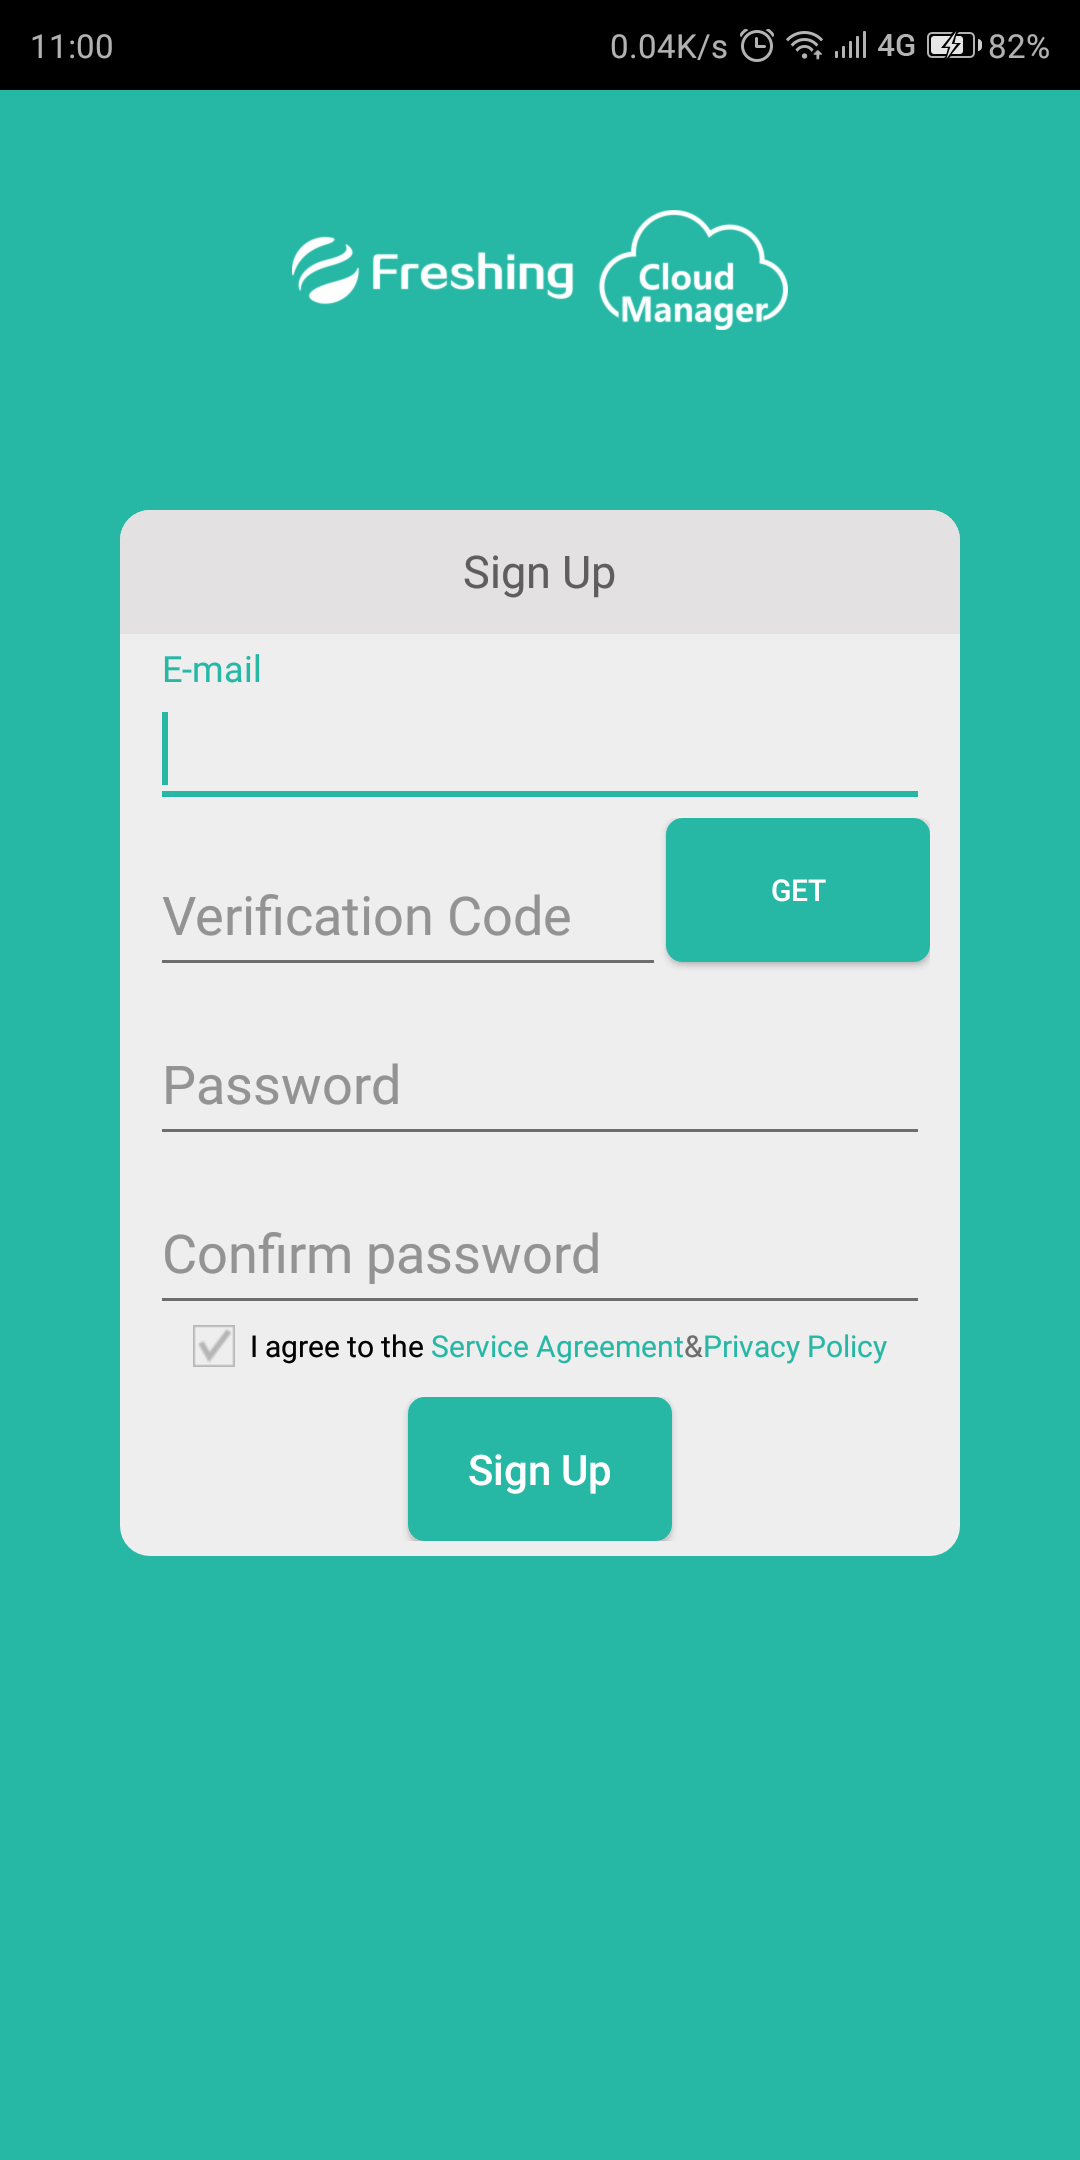 11:00 0.04K/s 4G 82%
Freshing Cloud
Manager
Sign Up
E-mail
Verification Code GET
Password
Confirm password
I agree to the Service Agreement&Privacy Policy
Sign Up